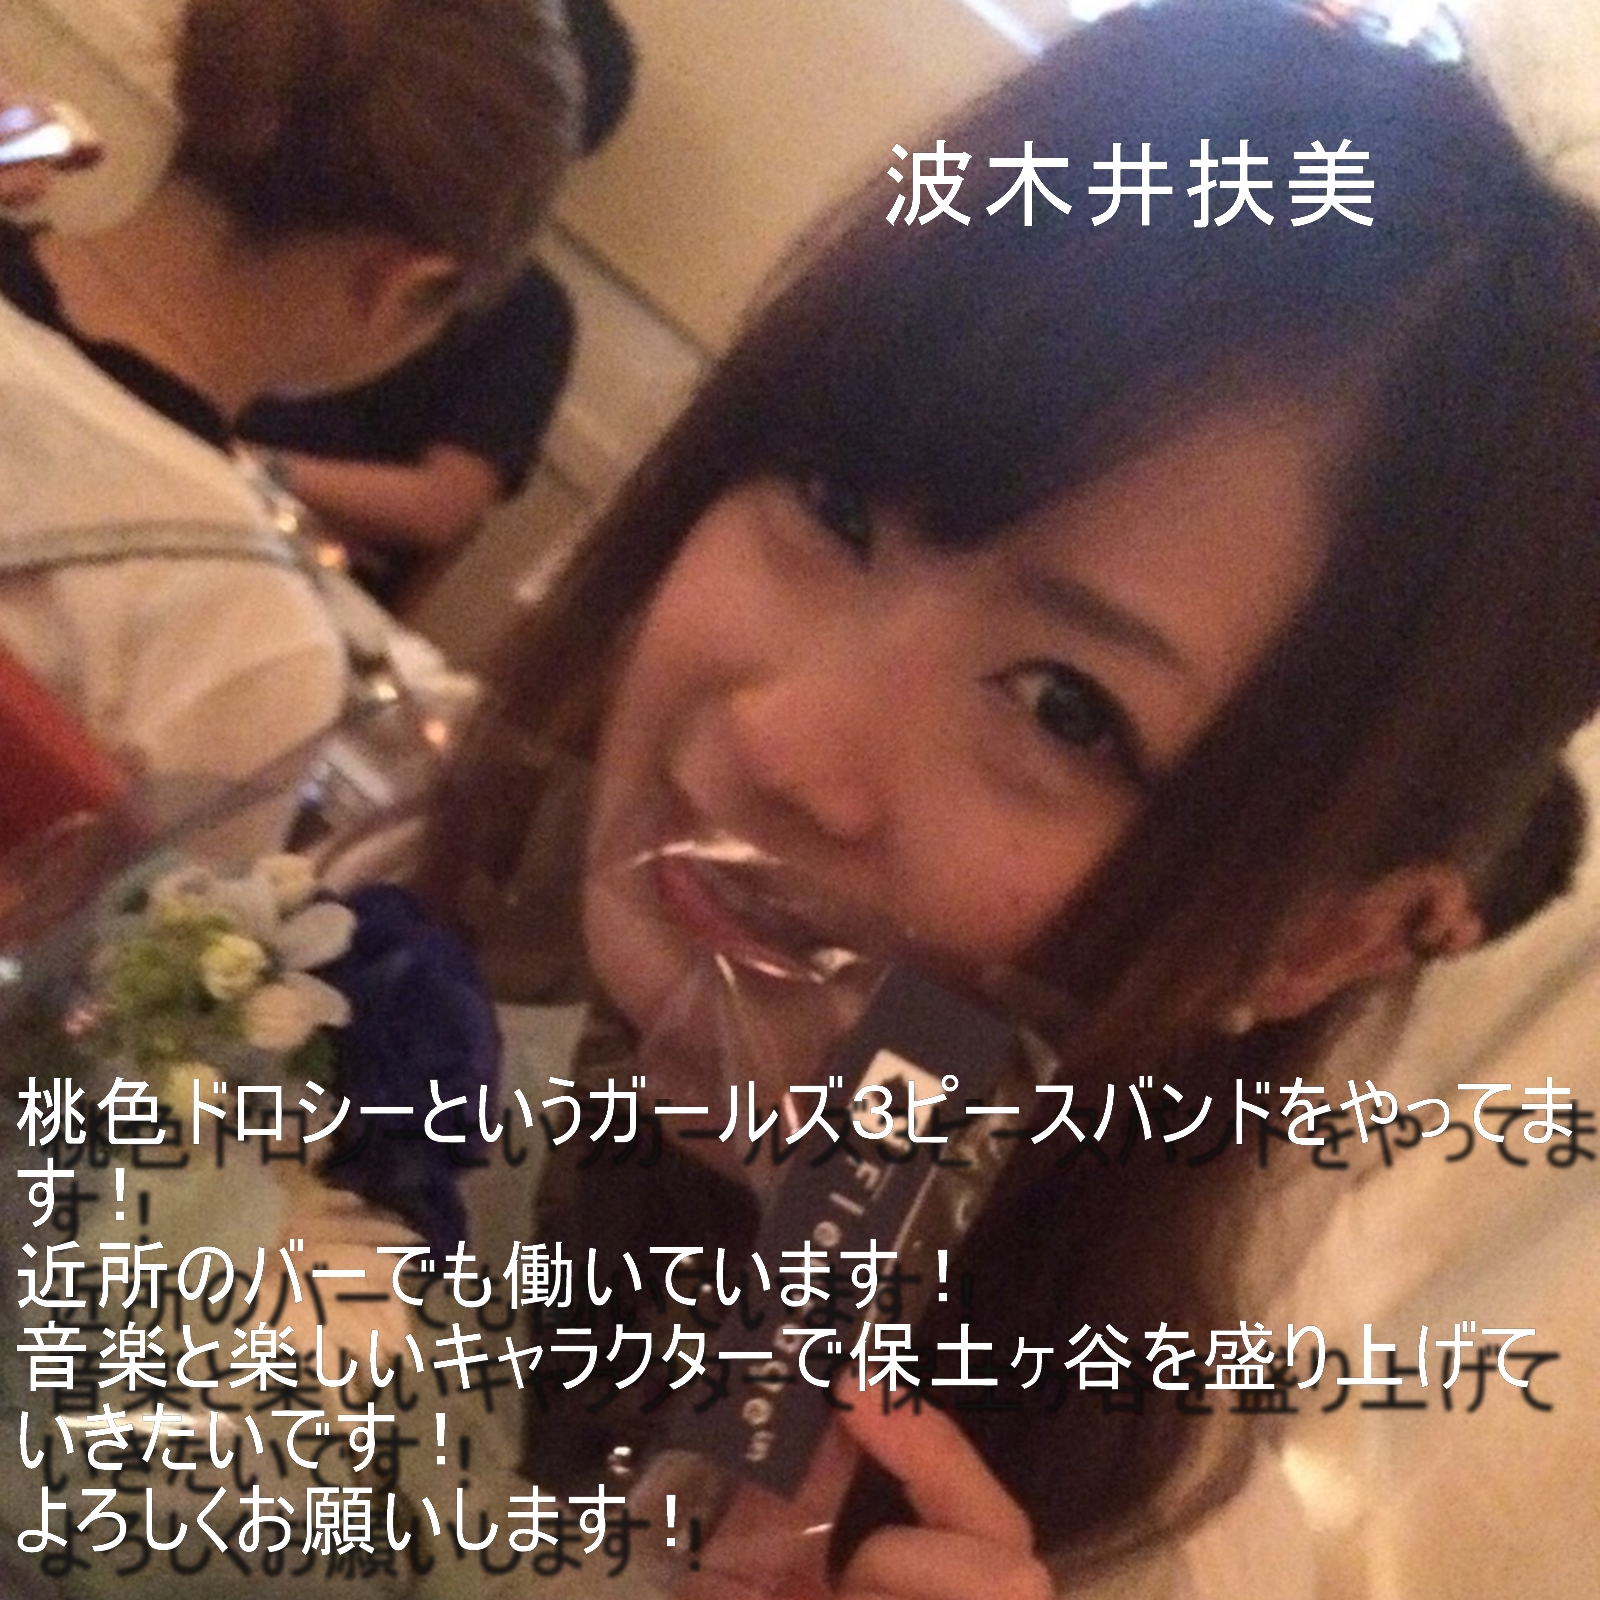 波木井扶美
桃色ドロシーというガールズ3ピースバンドをやってま
す！
近所のバーでも働いています！
音楽と楽しいキャラクターで保土ヶ谷を盛り上げて
いきたいです！
よろしくお願いします！